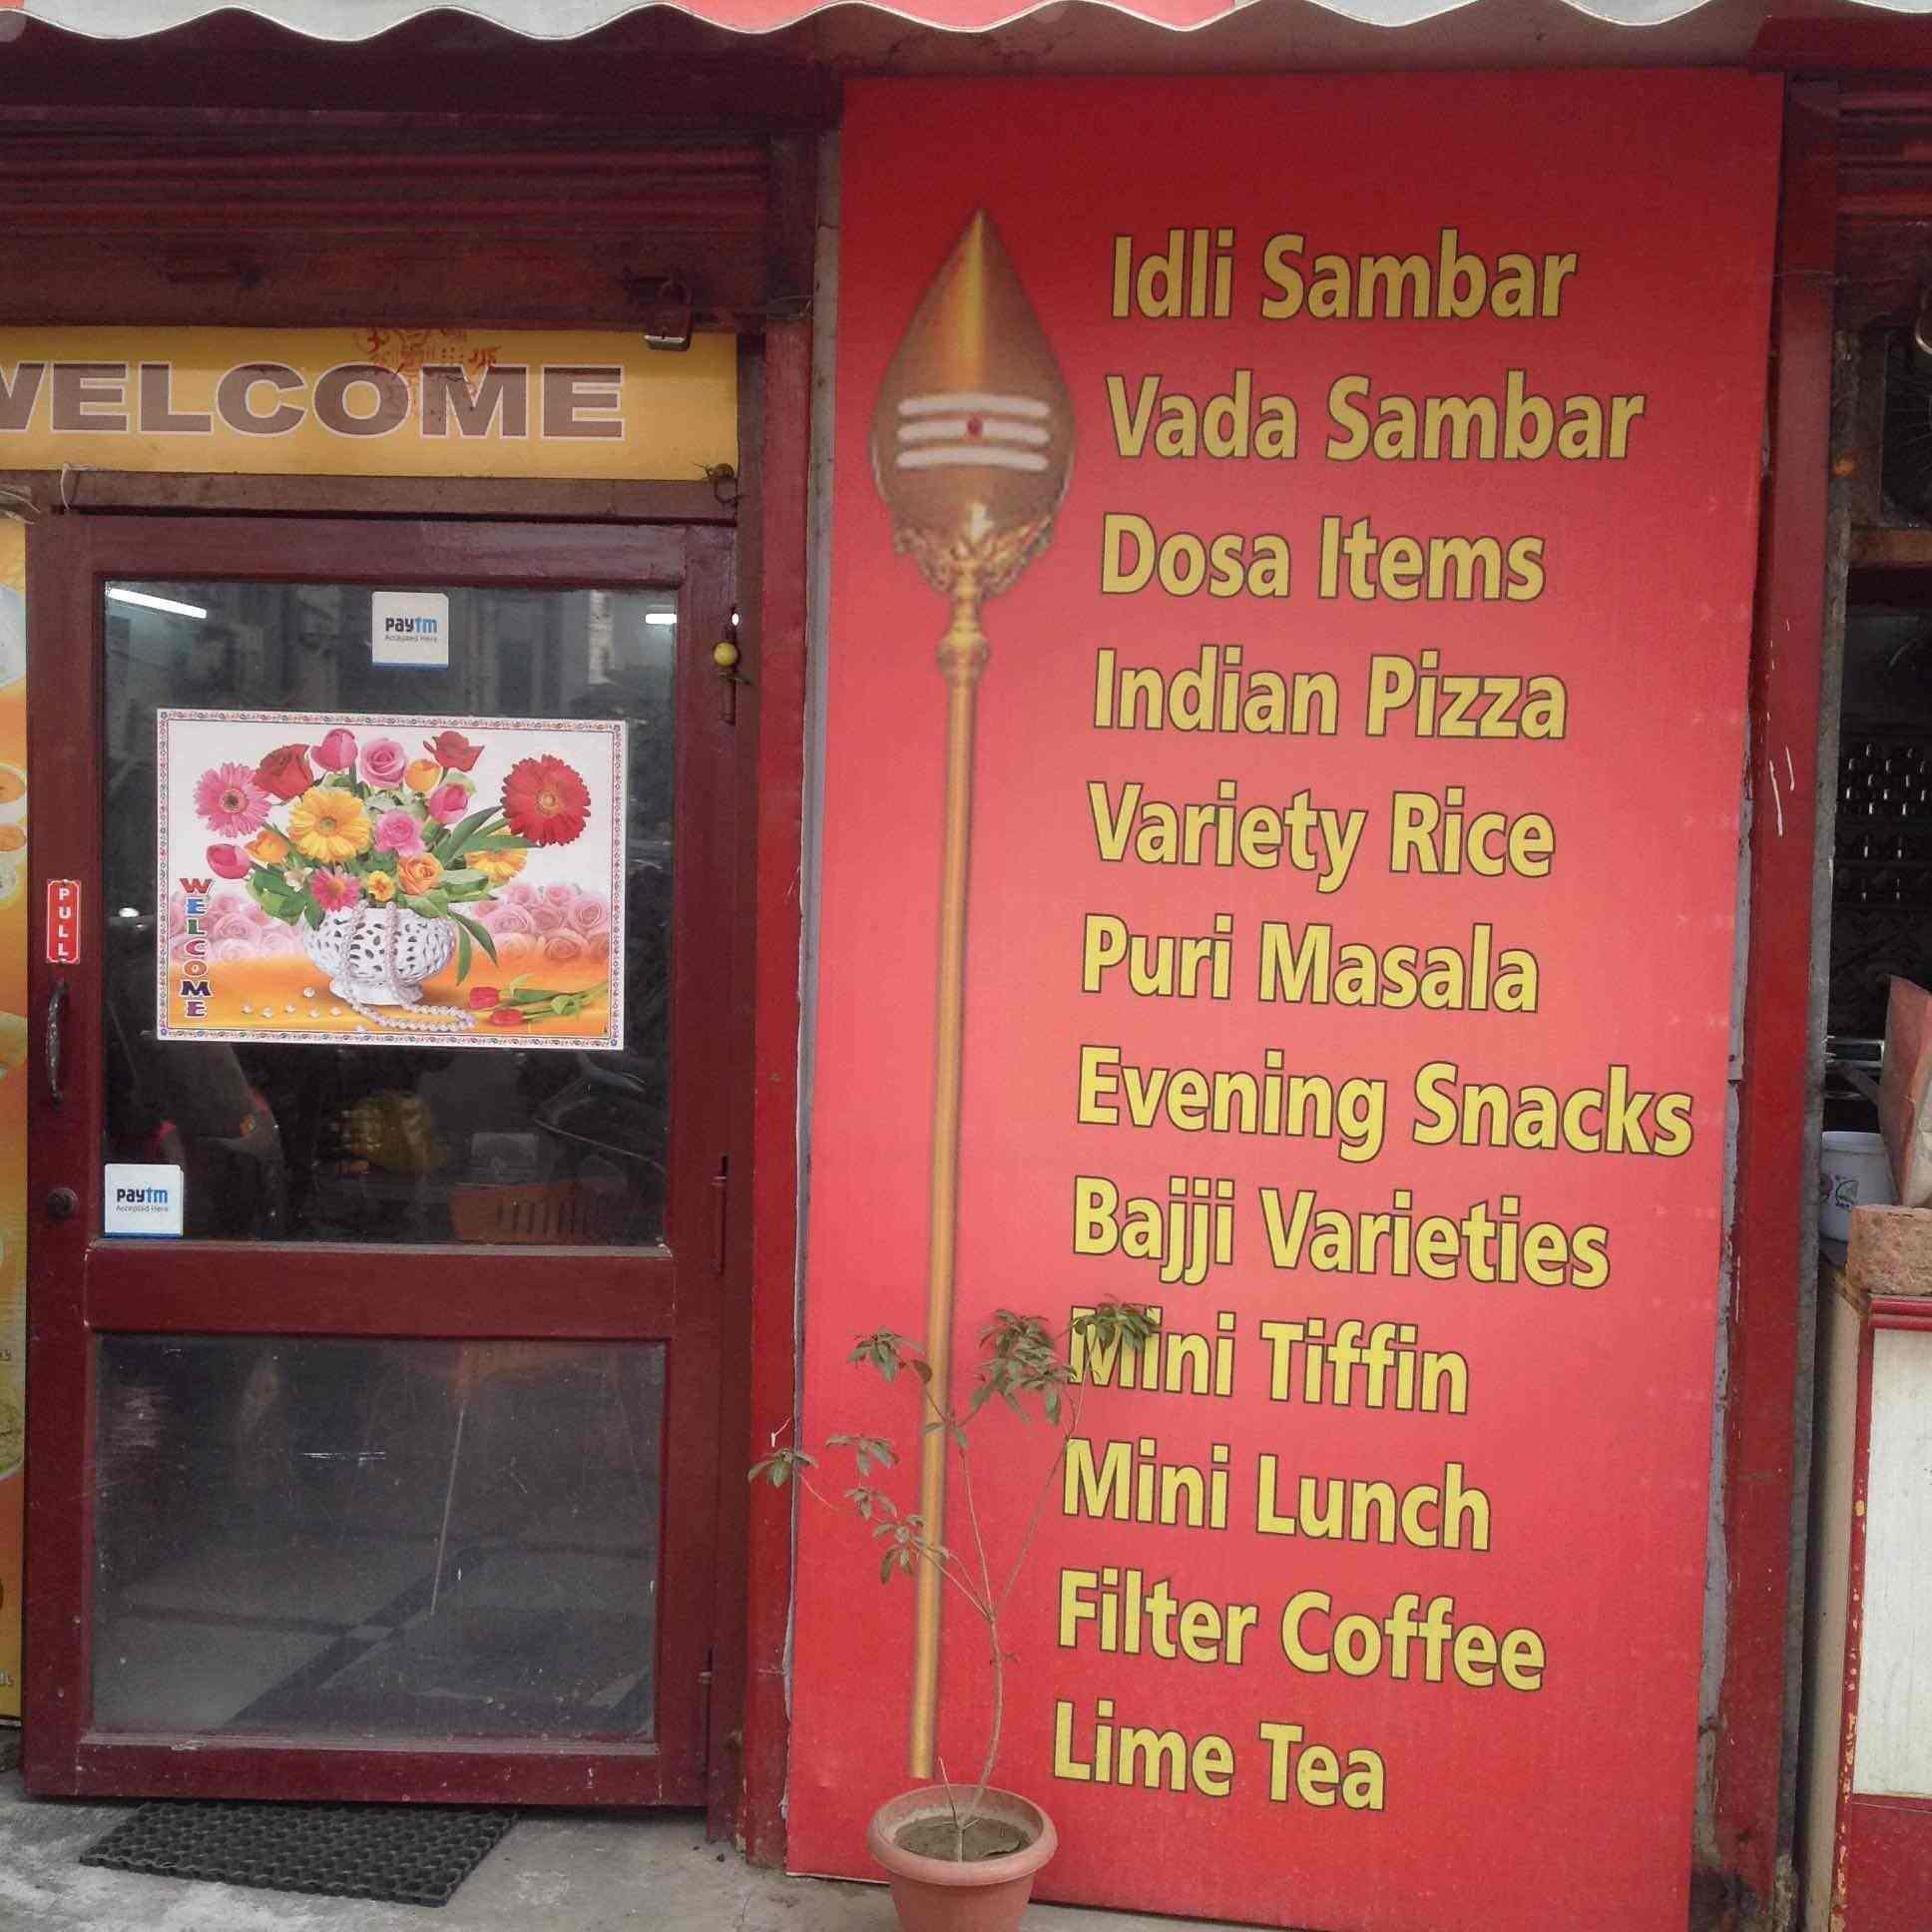 WELCOME
paytm
Accepted Here
WELCOME
PULL
paytm
Accepted Here
Idli Sambar
Vada Sambar
Dosa Items
Indian Pizza
Variety Rice
Puri Masala
Evening Snacks
Bajji Varieties
Mini Tiffin
Mini Lunch
Filter Coffee
Lime Tea